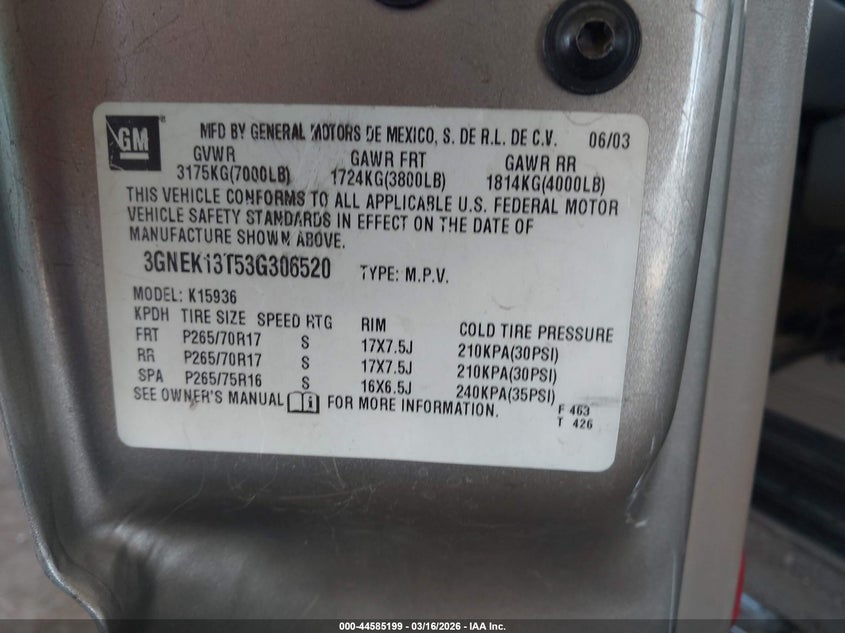 GM
MFD BY GENERAL MOTORS DE MEXICO, S. DE R.L. DE C.V. 06/03
GVWR GAWR FRT GAWR RR
3175KG(7000LB) 1724KG(3800LB) 1814KG(4000LB)
THIS VEHICLE CONFORMS TO ALL APPLICABLE U.S. FEDERAL MOTOR
VEHICLE SAFETY STANDARDS IN EFFECT ON THE DATE OF
MANUFACTURE SHOWN ABOVE.
3GNEK13T53G306520 TYPE: M.P.V.
MODEL: K15936
KPDH TIRE SIZE SPEED RTG RIM COLD TIRE PRESSURE
FRT P265/70R17 S 17X7.5J 210KPA(30PSI)
RR P265/70R17 S 17X7.5J 210KPA(30PSI)
SPA P265/75R16 S 16X6.5J 240KPA(35PSI)
SEE OWNER'S MANUAL i FOR MORE INFORMATION.
F 463
T 426
000-44585199 - 03/16/2026 - IAA Inc.